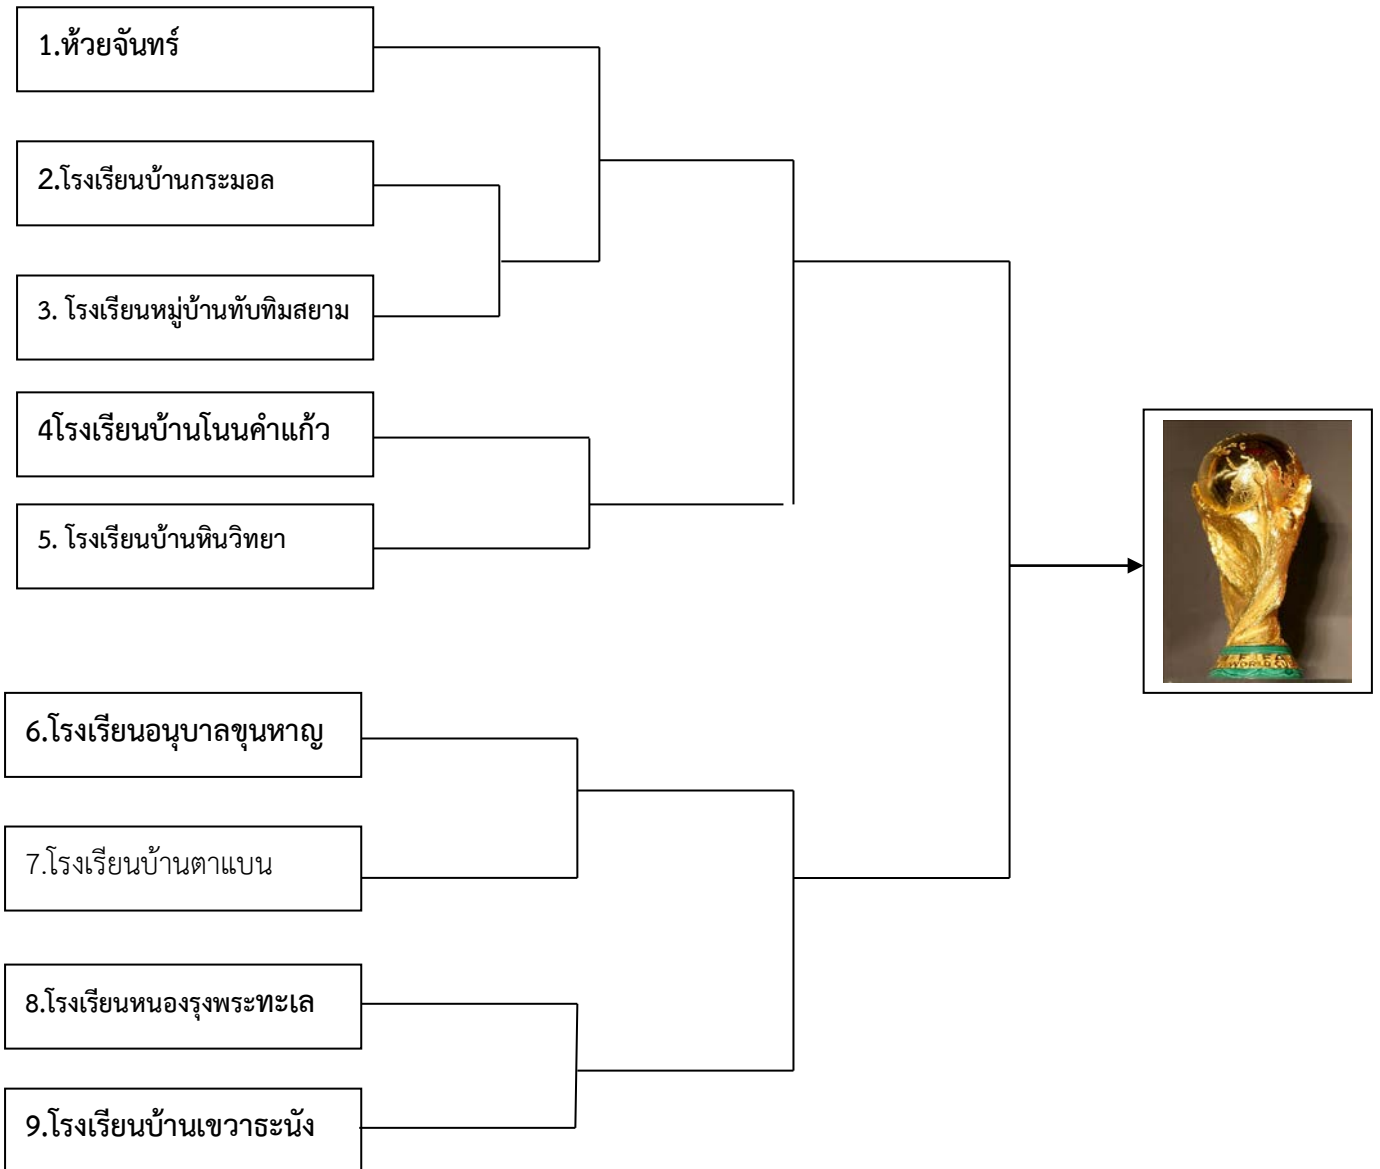 1.ห้วยจันทร์
2.โรงเรียนบ้านกระมอล
3. โรงเรียนหมู่บ้านทับทิมสยาม
4โรงเรียนบ้านโนนคำแก้ว
5. โรงเรียนบ้านหินวิทยา
6.โรงเรียนอนุบาลขุนหาญ
7.โรงเรียนบ้านตาแบน
8.โรงเรียนหนองรุงพระทะเล
9.โรงเรียนบ้านเขวาธะนัง
WORLD